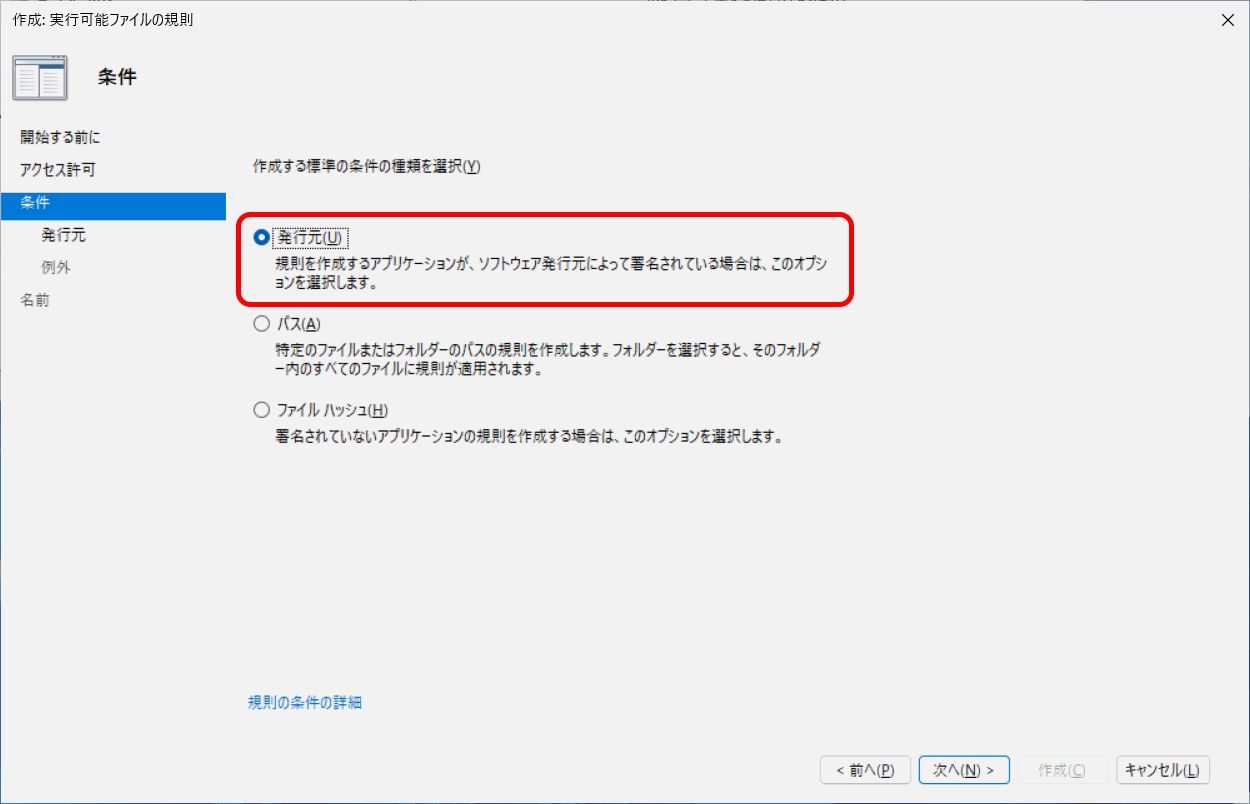 作成: 実行可能ファイルの規則
条件
開始する前に
アクセス許可
条件
発行元
例外
名前
作成する標準の条件の種類を選択(Y)
発行元(U)
規則を作成するアプリケーションが、ソフトウェア発行元によって署名されている場合は、このオプシ
ョンを選択します。
パス(A)
特定のファイルまたはフォルダーのパスの規則を作成します。フォルダーを選択すると、そのフォルダ
ー内のすべてのファイルに規則が適用されます。
ファイル ハッシュ(H)
署名されていないアプリケーションの規則を作成する場合は、このオプションを選択します。
規則の条件の詳細
< 前へ(P)
次へ(N) >
作成(C)
キャンセル(L)